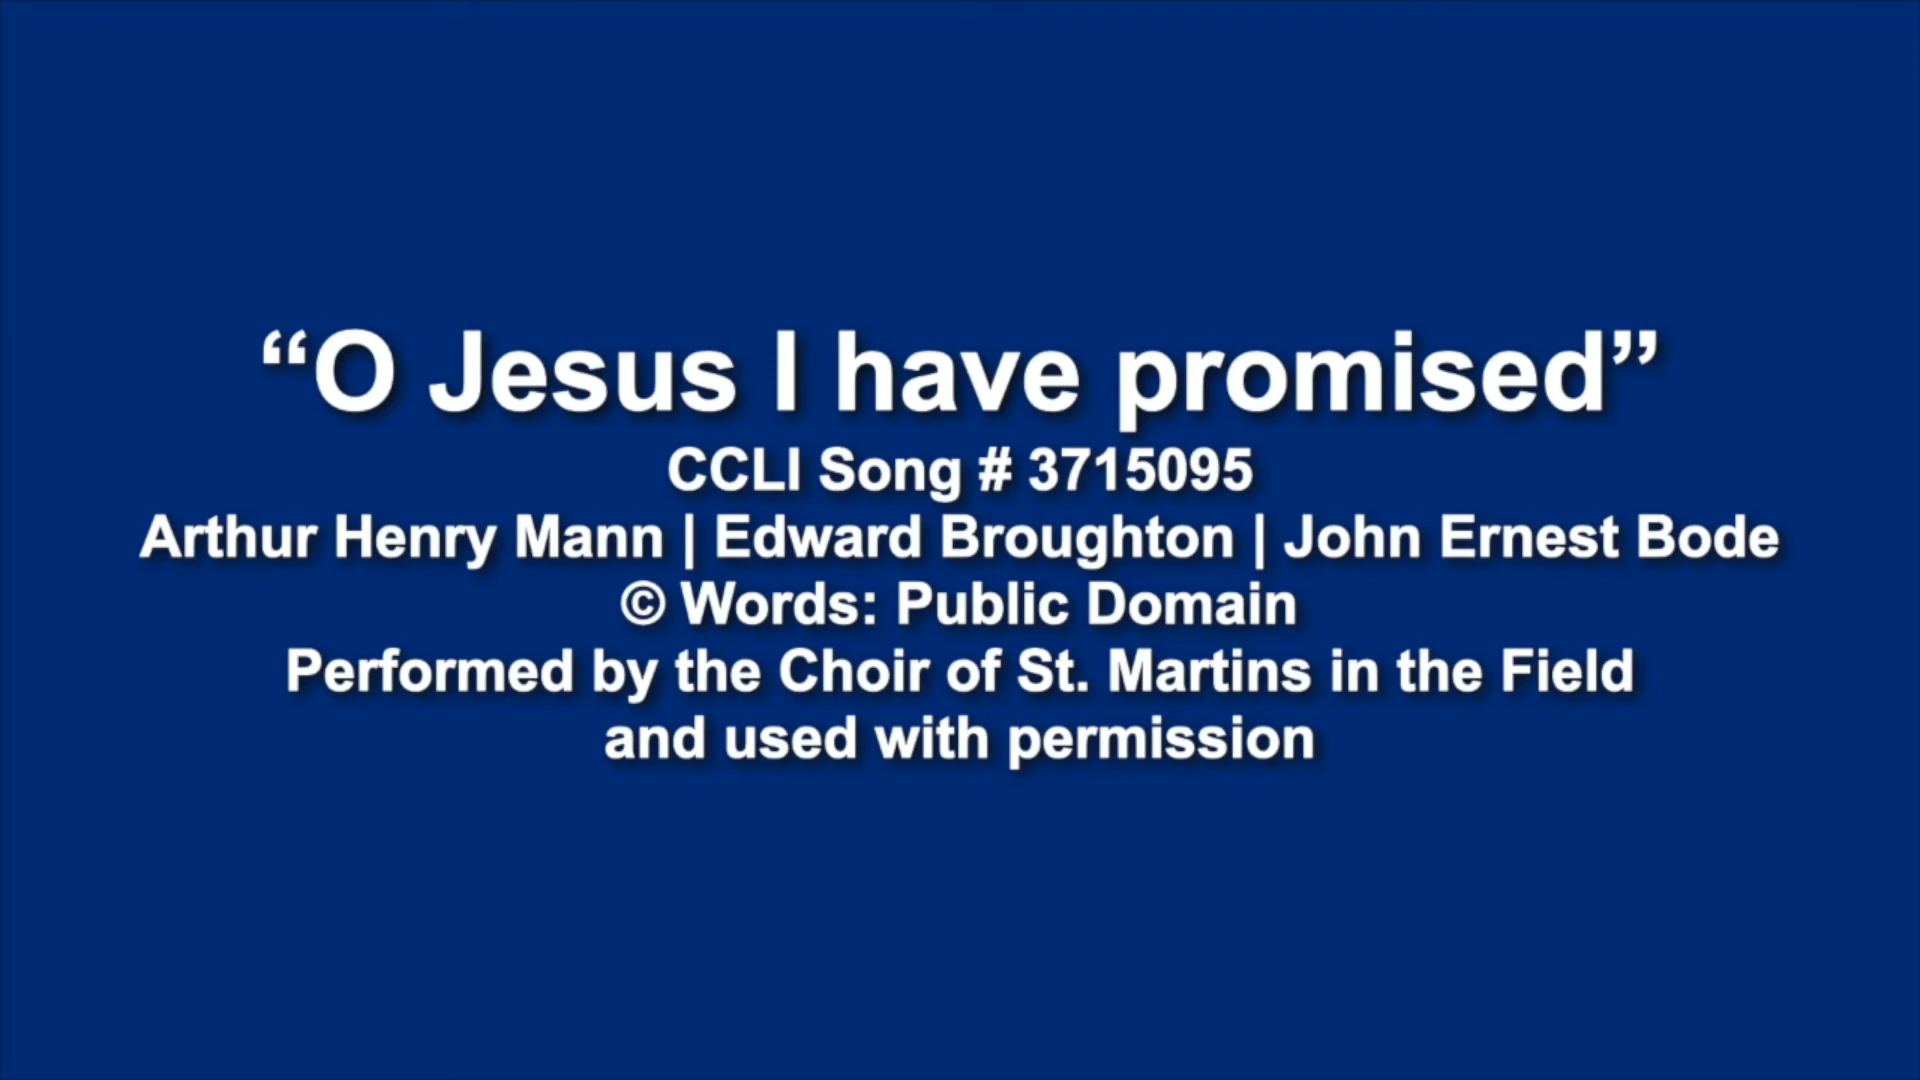 “O Jesus I have promised”
CCLI Song # 3715095
Arthur Henry Mann | Edward Broughton | John Ernest Bode
© Words: Public Domain
Performed by the Choir of St. Martins in the Field
and used with permission